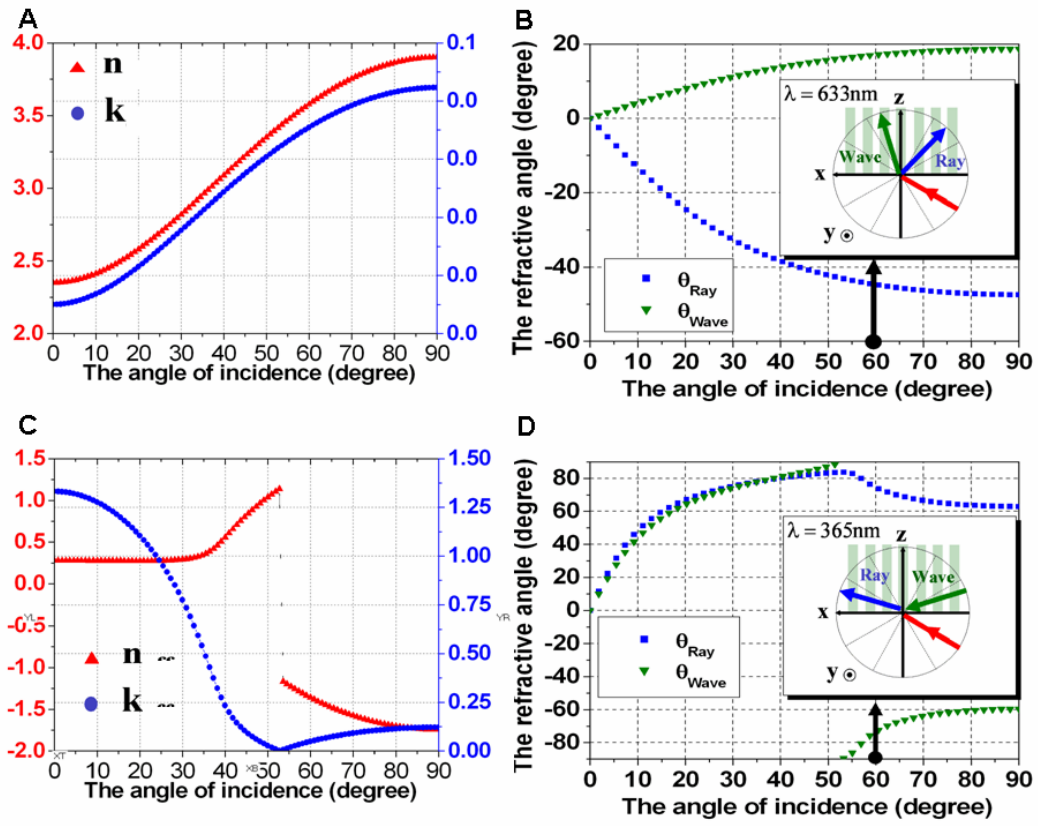 A
4.0
3.5
3.0
2.5
2.0
n
k
0.1
0.0
0.0
0.0
0.0
0.0
0 10 20 30 40 50 60 70 80 90
The angle of incidence (degree)
B
The refractive angle (degree)
20
0
-20
-40
-60
λ = 633nm
z
Wave
Ray
x
y
θRay
θWave
0 10 20 30 40 50 60 70 80 90
The angle of incidence (degree)
C
1.5
1.0
0.5
0.0
-0.5
-1.0
-1.5
-2.0
YL
n
k
1.50
1.25
1.00
0.75
0.50
0.25
0.00
YR
XT
XB
0 10 20 30 40 50 60 70 80 90
The angle of incidence (degree)
D
The refractive angle (degree)
80
60
40
20
0
-20
-40
-60
-80
λ = 365nm
z
Ray
Wave
x
y
θRay
θWave
0 10 20 30 40 50 60 70 80 90
The angle of incidence (degree)